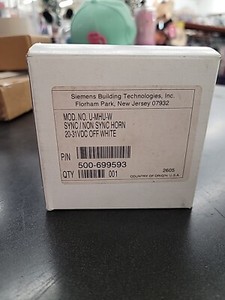 Siemens Building Technologies, Inc.
Florham Park, New Jersey 07932
MOD. NO. U-MHU-W
SYNC / NON SYNC HORN
20-31VDC OFF WHITE
P/N
500-699593
QTY 001 2605
COUNTRY OF ORIGIN: U.S.A.